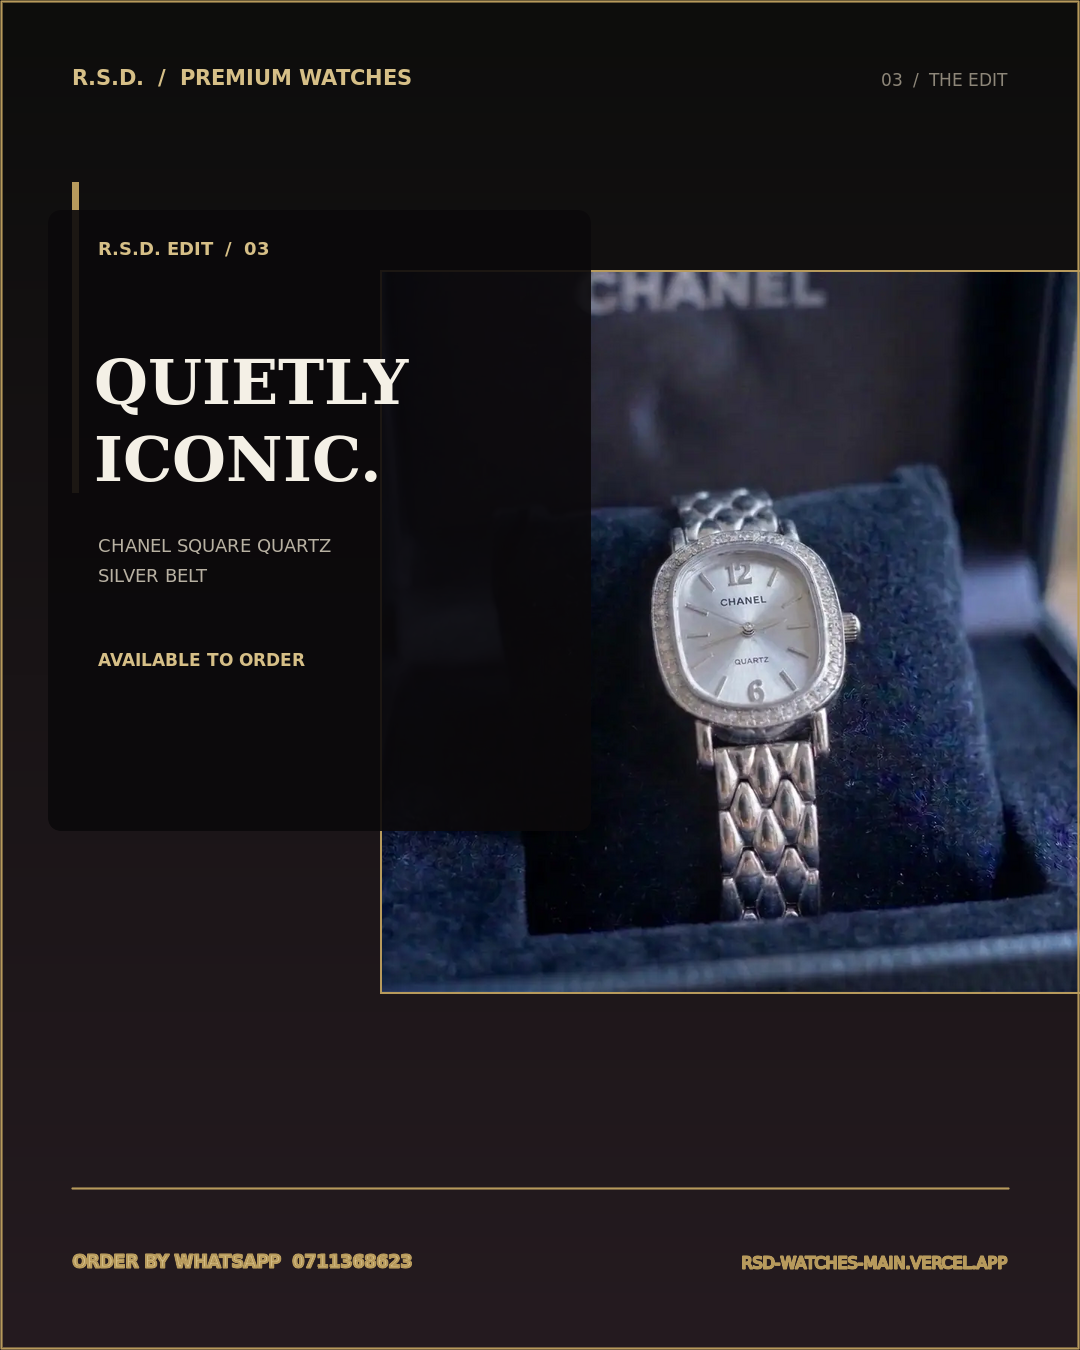 R.S.D. / PREMIUM WATCHES
03 / THE EDIT
R.S.D. EDIT / 03
QUIETLY
ICONIC.
CHANEL SQUARE QUARTZ
SILVER BELT
AVAILABLE TO ORDER
CHANEL
12
CHANEL
QUARTZ
6
ORDER BY WHATSAPP 0711368623
RSD-WATCHES-MAIN.VERCEL.APP